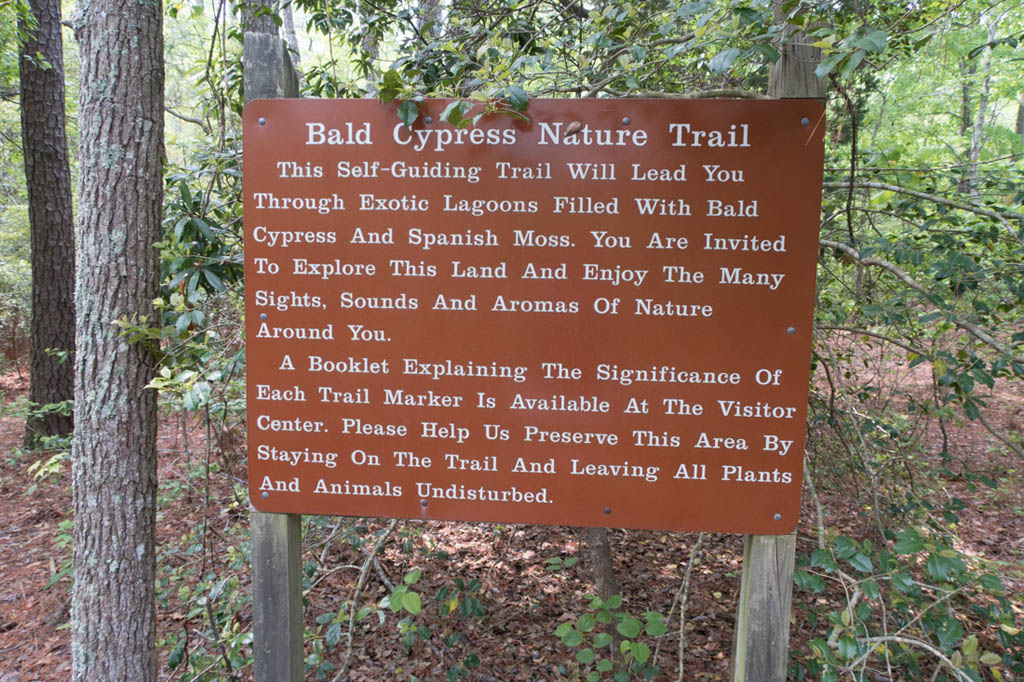 Bald Cypress Nature Trail
This Self-Guiding Trail Will Lead You
Through Exotic Lagoons Filled With Bald
Cypress And Spanish Moss. You Are Invited
To Explore This Land And Enjoy The Many
Sights, Sounds And Aromas Of Nature
Around You.
A Booklet Explaining The Significance Of
Each Trail Marker Is Available At The Visitor
Center. Please Help Us Preserve This Area By
Staying On The Trail And Leaving All Plants
And Animals Undisturbed.